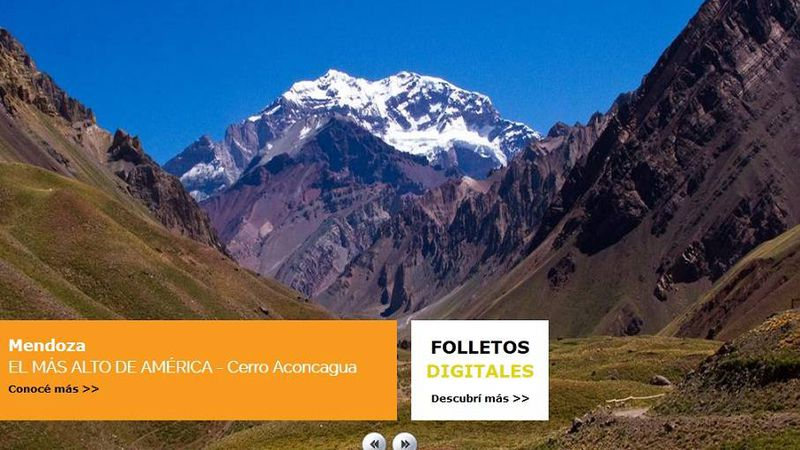 Mendoza
EL MÁS ALTO DE AMÉRICA - Cerro Aconcagua
Conocé más >>
FOLLETOS
DIGITALES
Descubrí más >>